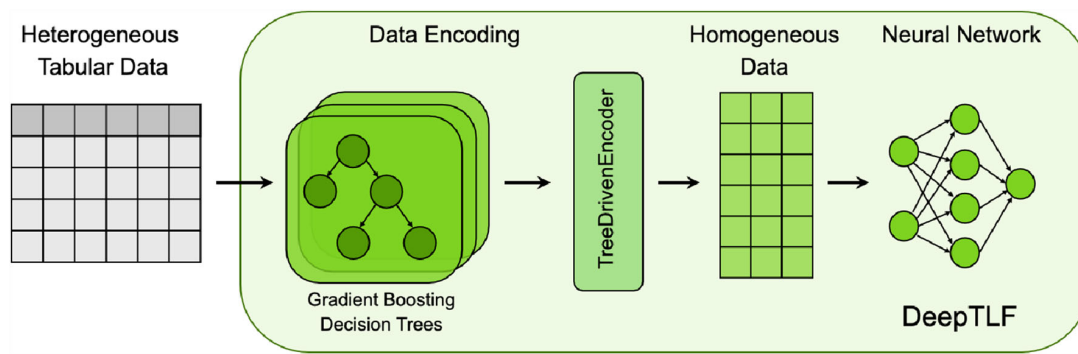 Heterogeneous
Tabular Data
Data Encoding
Gradient Boosting
Decision Trees
TreeDrivenEncoder
Homogeneous
Data
Neural Network
DeepTLF